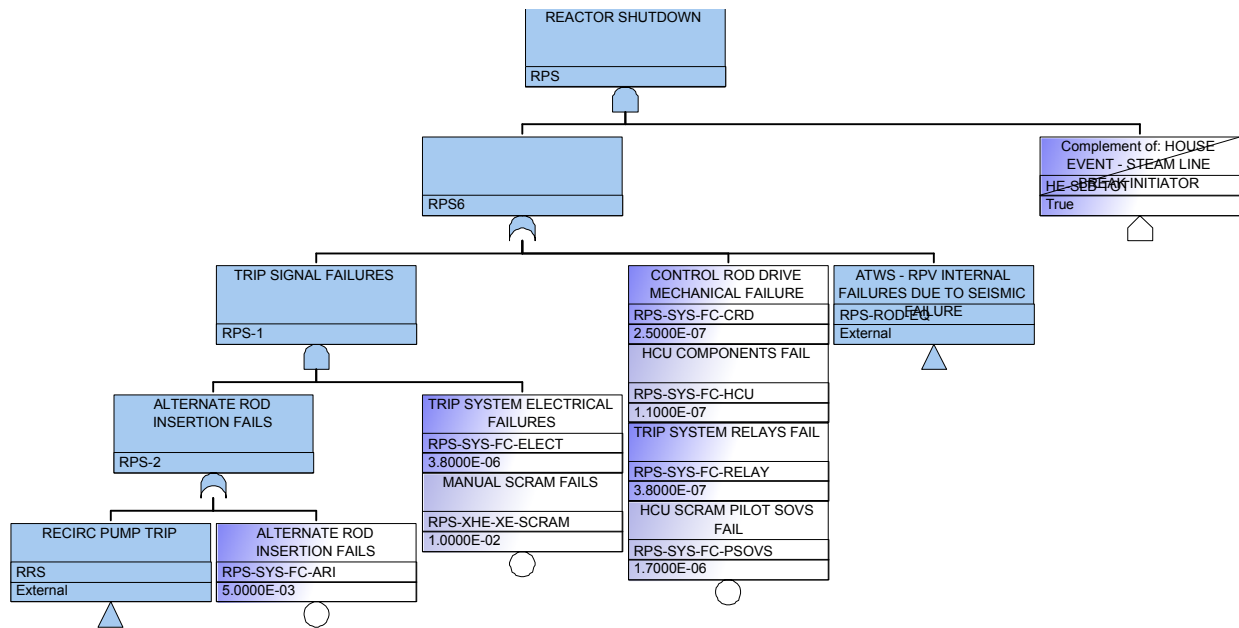 REACTOR SHUTDOWN
RPS
RPS6
Complement of: HOUSE
EVENT - STEAM LINE
BREAK INITIATOR
HE-SLB-TOT
True
TRIP SIGNAL FAILURES
RPS-1
CONTROL ROD DRIVE
MECHANICAL FAILURE
RPS-SYS-FC-CRD
2.5000E-07
HCU COMPONENTS FAIL
RPS-SYS-FC-HCU
1.1000E-07
TRIP SYSTEM RELAYS FAIL
RPS-SYS-FC-RELAY
3.8000E-07
HCU SCRAM PILOT SOVS
FAIL
RPS-SYS-FC-PSOVS
1.7000E-06
ATWS - RPV INTERNAL
FAILURES DUE TO SEISMIC
FAILURE
RPS-ROD-EQ
External
ALTERNATE ROD
INSERTION FAILS
RPS-2
TRIP SYSTEM ELECTRICAL
FAILURES
RPS-SYS-FC-ELECT
3.8000E-06
MANUAL SCRAM FAILS
RPS-XHE-XE-SCRAM
1.0000E-02
RECIRC PUMP TRIP
RRS
External
ALTERNATE ROD
INSERTION FAILS
RPS-SYS-FC-ARI
5.0000E-03